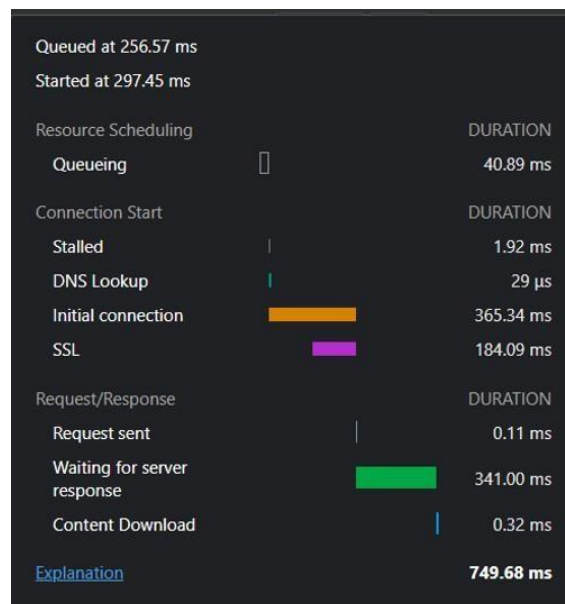 Queued at 256.57 ms
Started at 297.45 ms
Resource Scheduling DURATION
Queueing 40.89 ms
Connection Start DURATION
Stalled 1.92 ms
DNS Lookup 29 μs
Initial connection 365.34 ms
SSL 184.09 ms
Request/Response DURATION
Request sent 0.11 ms
Waiting for server
response 341.00 ms
Content Download 0.32 ms
Explanation 749.68 ms